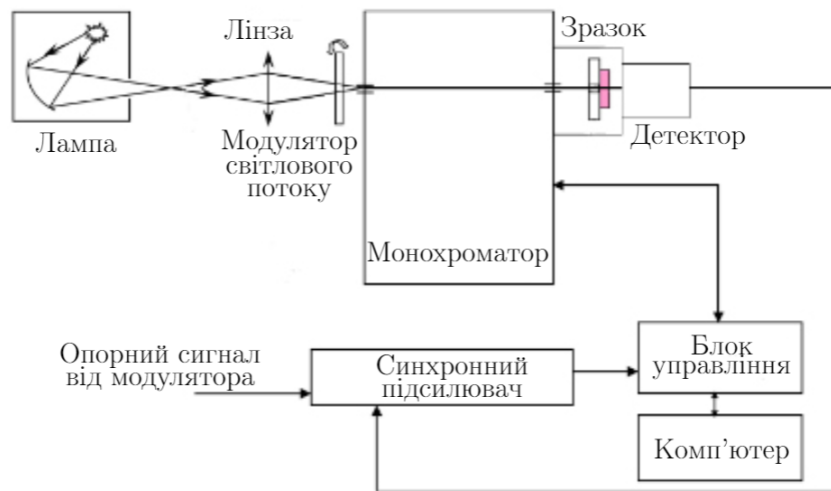 Лінза
Зразок
Лампа
Модулятор
світлового
потоку
Детектор
Монохроматор
Опорний сигнал
від модулятора
Синхронний
підсилювач
Блок
управління
Комп'ютер